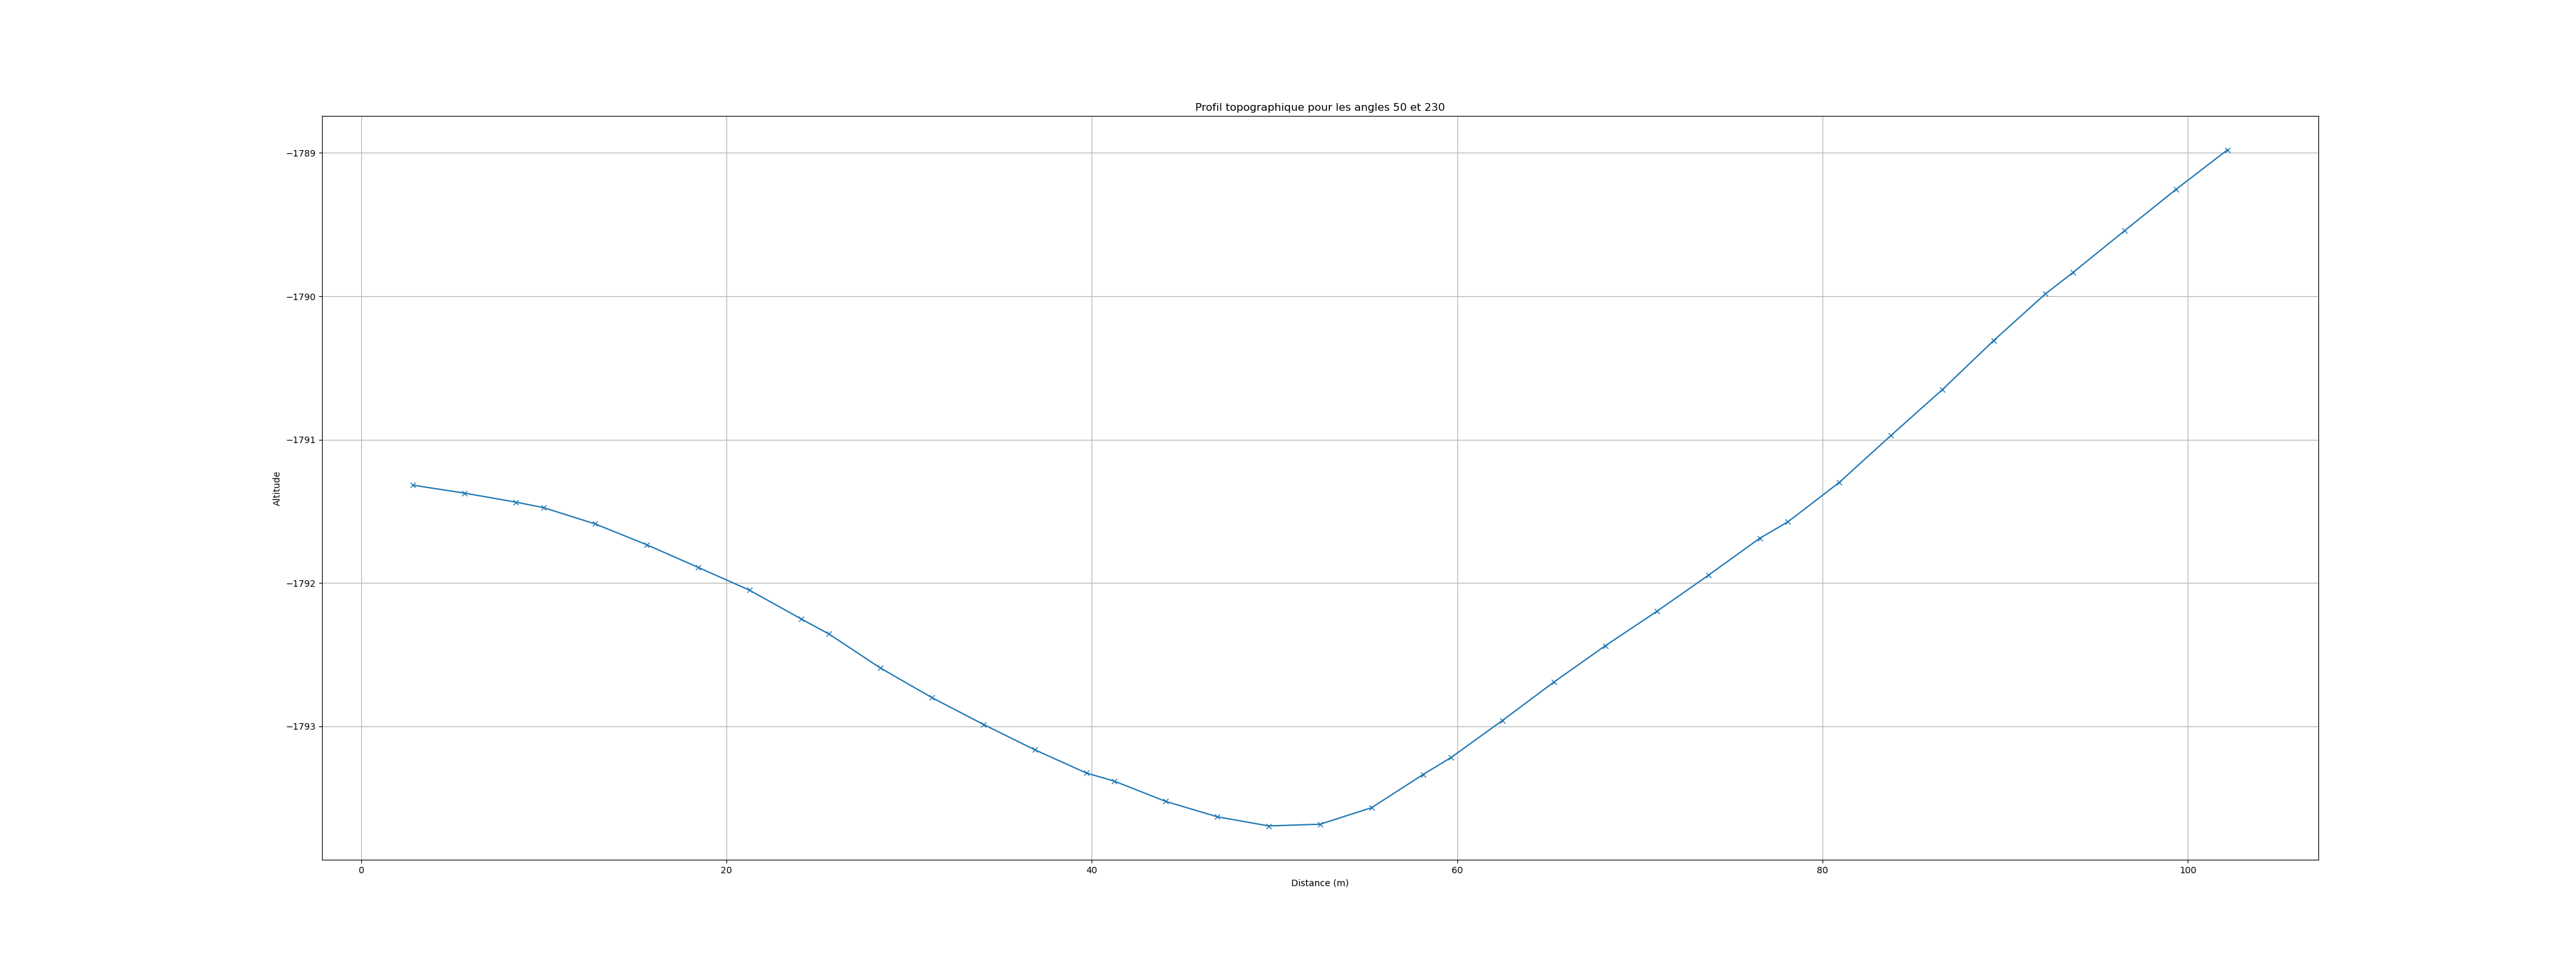 Profil topographique pour les angles 50 et 230
−1789
−1790
−1791
−1792
−1793
Altitude
0 20 40 60 80 100
Distance (m)